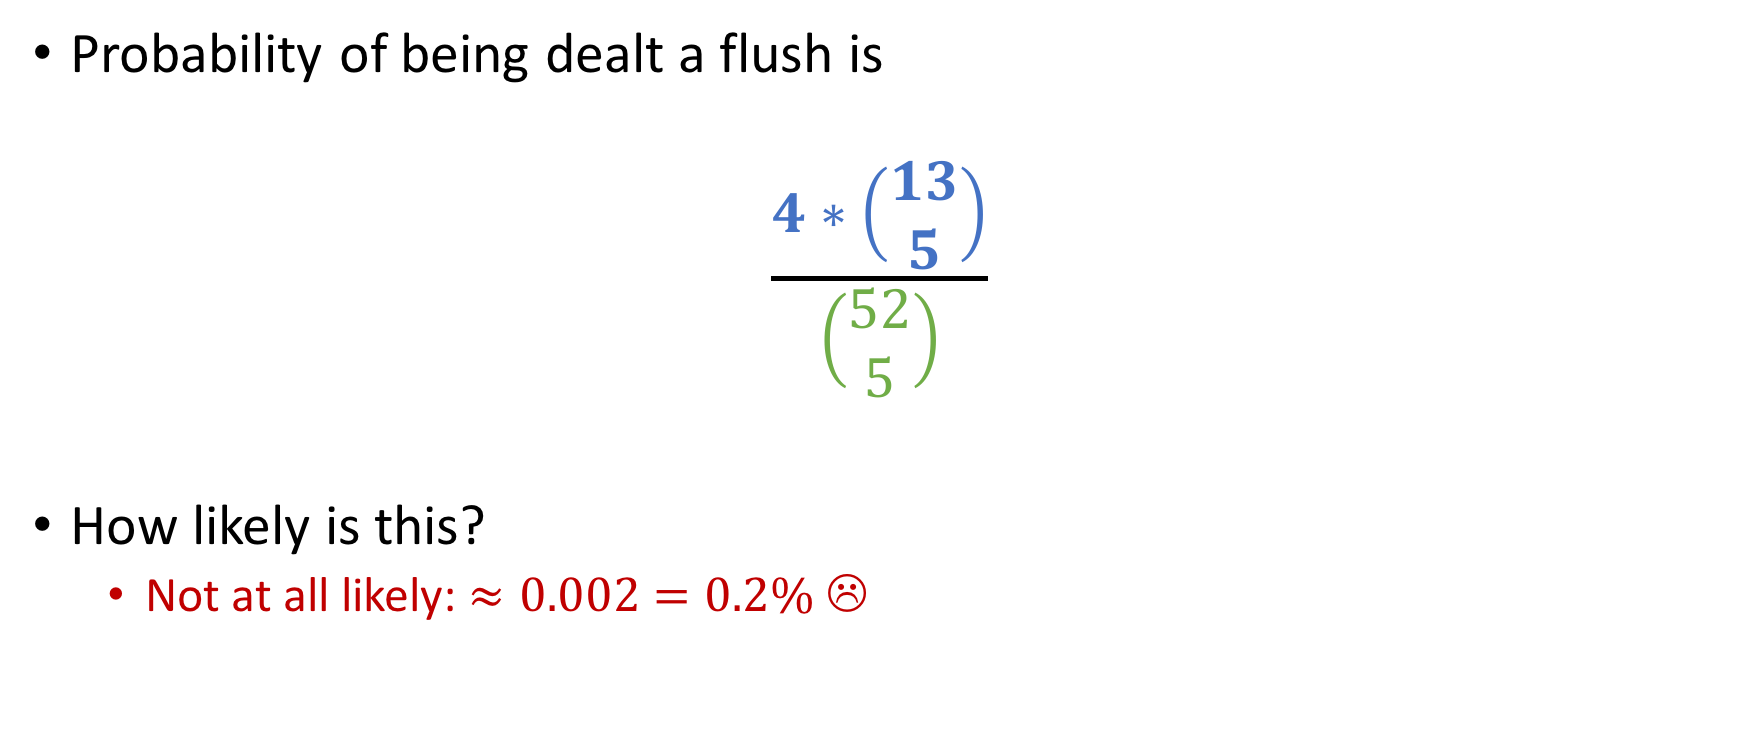 • Probability of being dealt a flush is
4 * (13
5)
(52
5)
• How likely is this?
• Not at all likely: ≈ 0.002 = 0.2% ☹